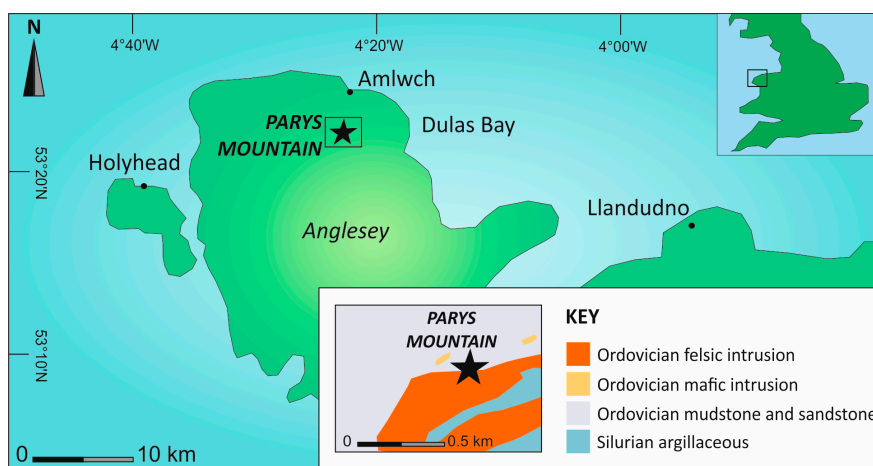 4°40'W
4°20'W
4°00'W
N
Amlwch
PARYS
MOUNTAIN
Dulas Bay
53°20'N
Holyhead
Llandudno
Anglesey
53°10'N
PARYS
MOUNTAIN
0
0.5 km
KEY
Ordovician felsic intrusion
Ordovician mafic intrusion
Ordovician mudstone and sandstone
Silurian argillaceous
0
10 km